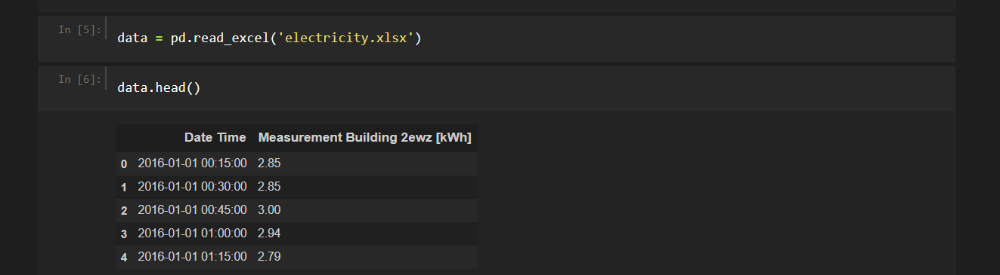 In [5]:
data = pd.read_excel('electricity.xlsx')
In [6]:
data.head()
Date Time Measurement Building 2ewz [kWh]
0 2016-01-01 00:15:00 2.85
1 2016-01-01 00:30:00 2.85
2 2016-01-01 00:45:00 3.00
3 2016-01-01 01:00:00 2.94
4 2016-01-01 01:15:00 2.79